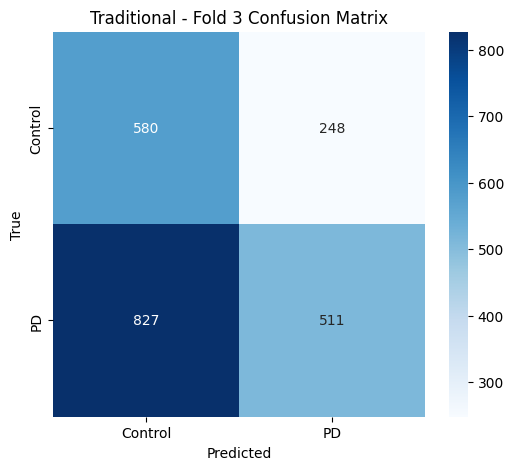 Traditional - Fold 3 Confusion Matrix
Control
580
248
True
PD
827
511
Control
PD
Predicted
800
700
600
500
400
300